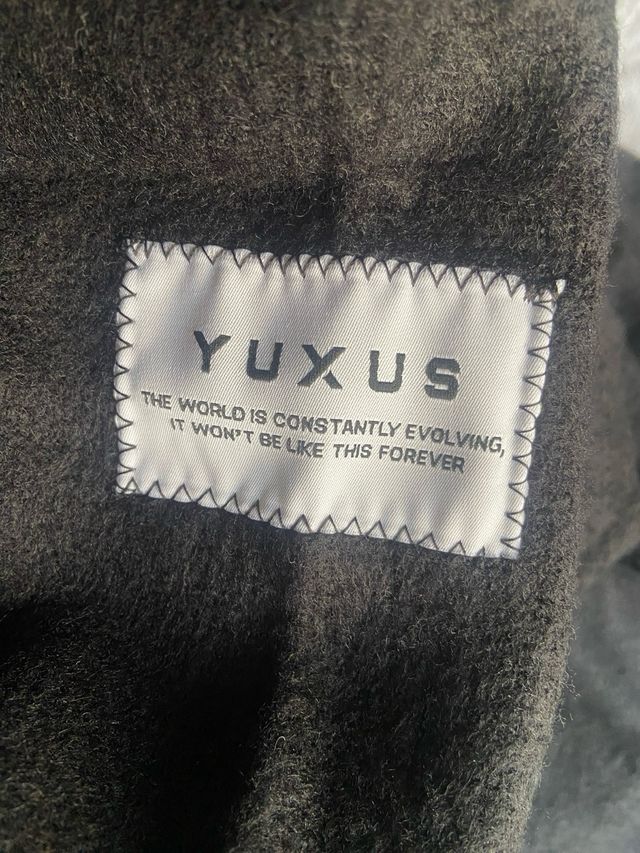 YUXUS
THE WORLD IS CONSTANTLY EVOLVING,
IT WON'T BE LIKE THIS FOREVER